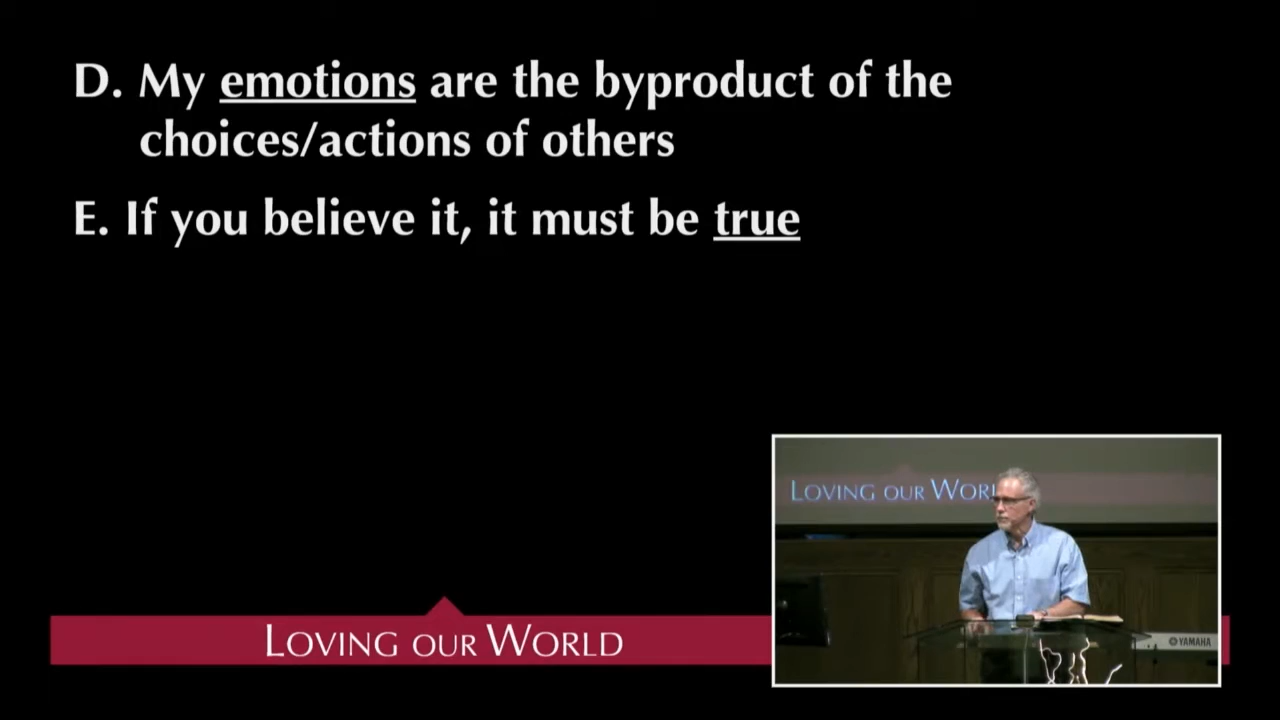 D. My emotions are the byproduct of the
choices/actions of others
E. If you believe it, it must be true
LOVING OUR WORLD
LOVING OUR WORL
YAMAHA